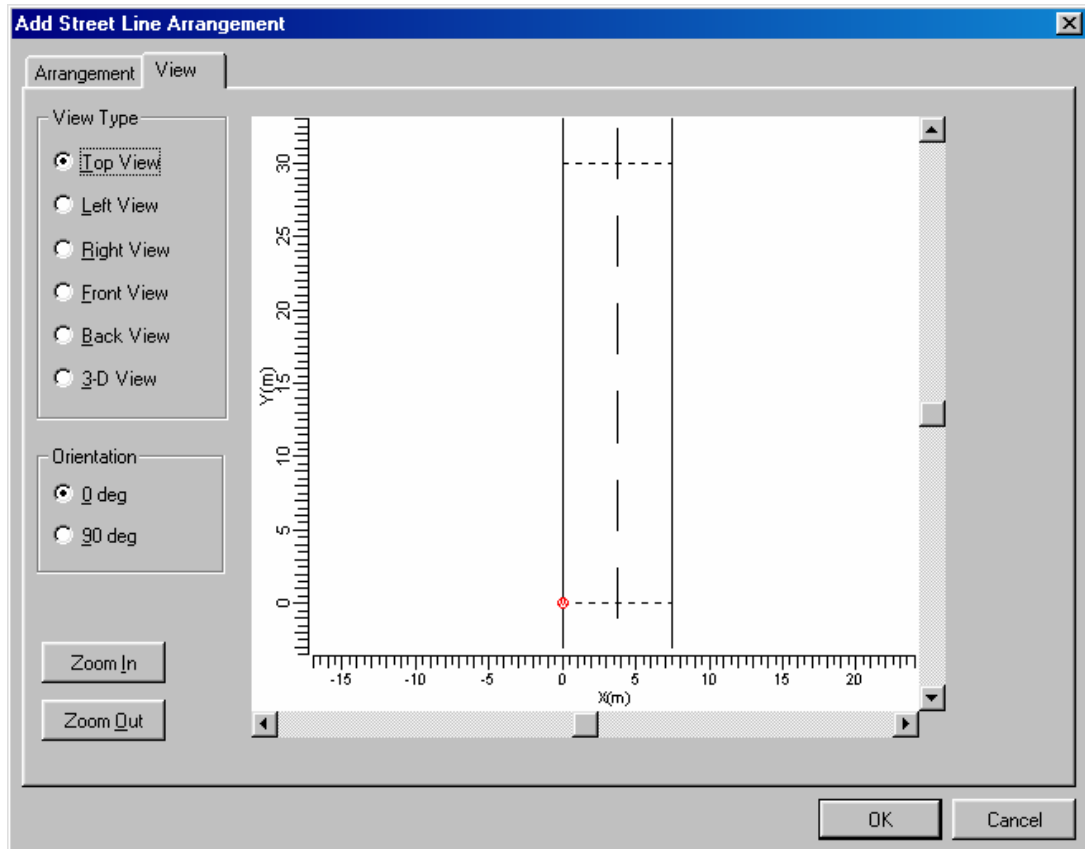 Add Street Line Arrangement
Arrangement
View
View Type
Top View
Left View
Right View
Front View
Back View
3-D View
Orientation
0 deg
90 deg
Zoom In
Zoom Out
Y(m)
30
25
20
15
10
5
0
-15 -10 -5 0 5 10 15 20
X(m)
OK
Cancel